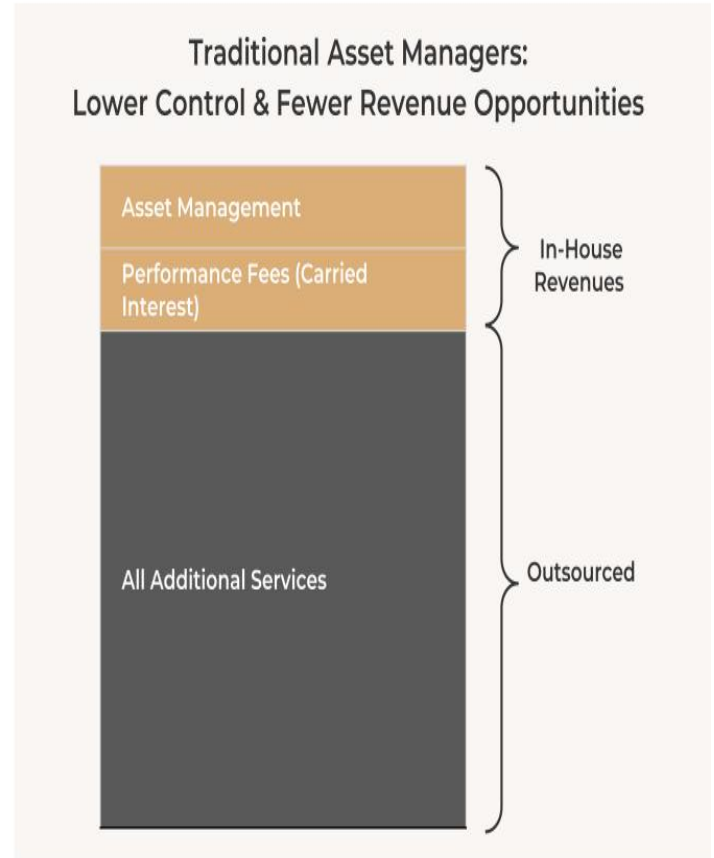 Traditional Asset Managers:
Lower Control & Fewer Revenue Opportunities
Asset Management
Performance Fees (Carried
Interest)
In-House
Revenues
All Additional Services
Outsourced